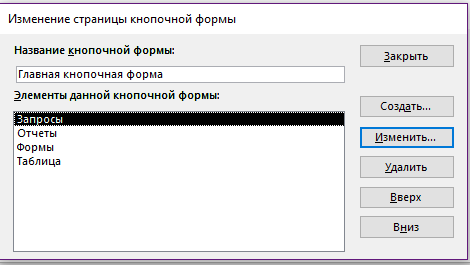 Изменение страницы кнопочной формы
Название кнопочной формы:
Закрыть
Главная кнопочная форма
Элементы данной кнопочной формы:
Запросы
Отчеты
Формы
Таблица
Создать...
Изменить...
Удалить
Вверх
Вниз